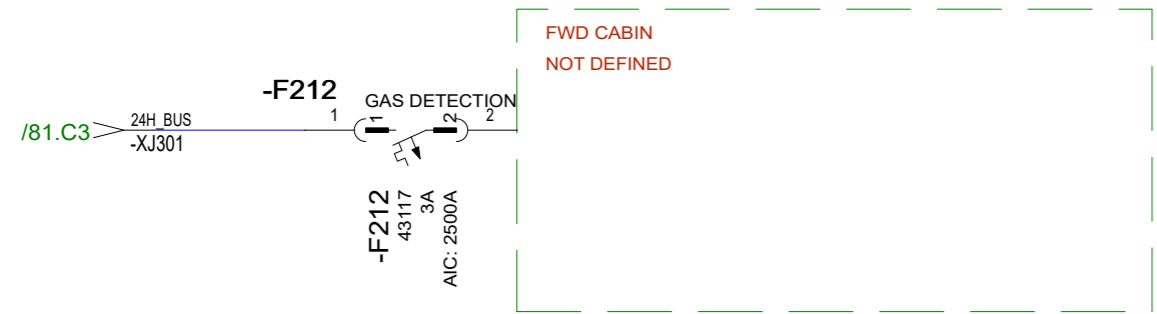 FWD CABIN
NOT DEFINED
-F212
GAS DETECTION
1
2
1
2
/81.C3
24H_BUS
-XJ301
-F212
43117
3A
AIC: 2500A